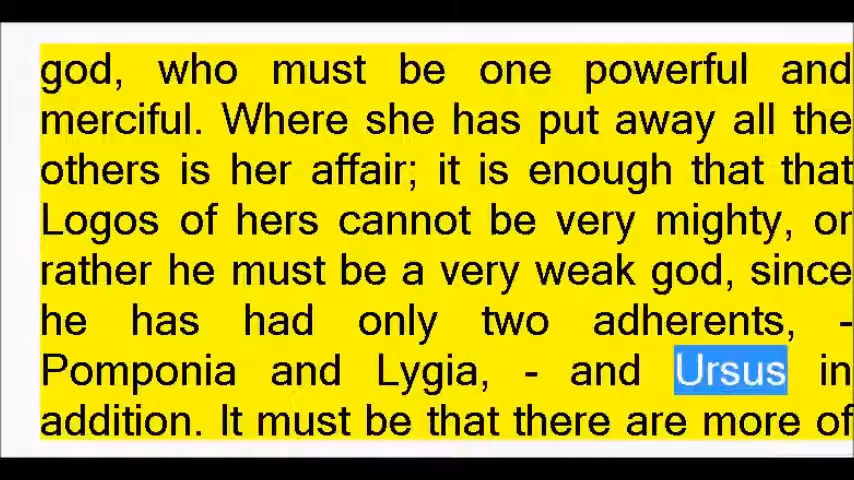 god, who must be one powerful and
merciful. Where she has put away all the
others is her affair; it is enough that that
Logos of hers cannot be very mighty, or
rather he must be a very weak god, since
he has had only two adherents, -
Pomponia and Lygia, - and Ursus in
addition. It must be that there are more of